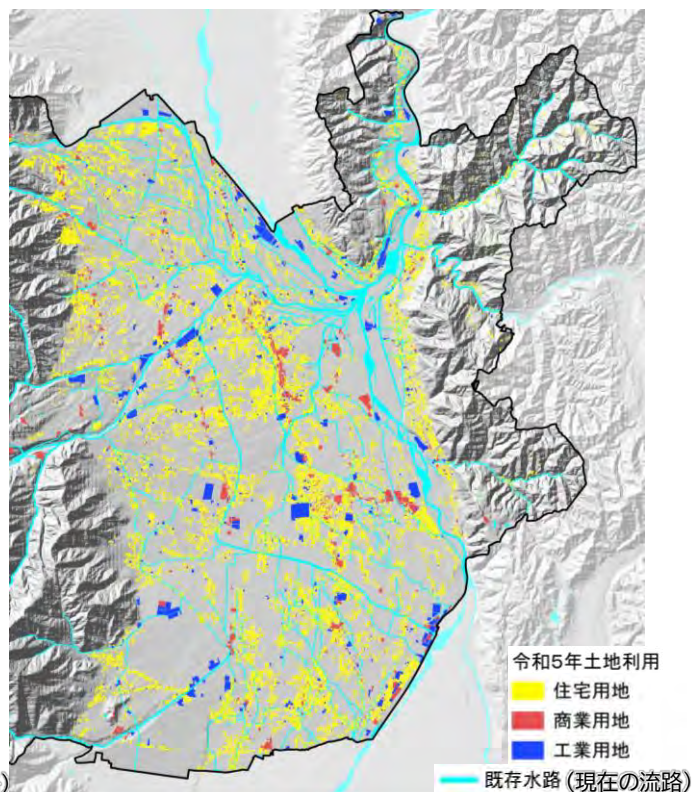 令和5年土地利用
住宅用地
商業用地
工業用地
既存水路 (現在の流路)
)